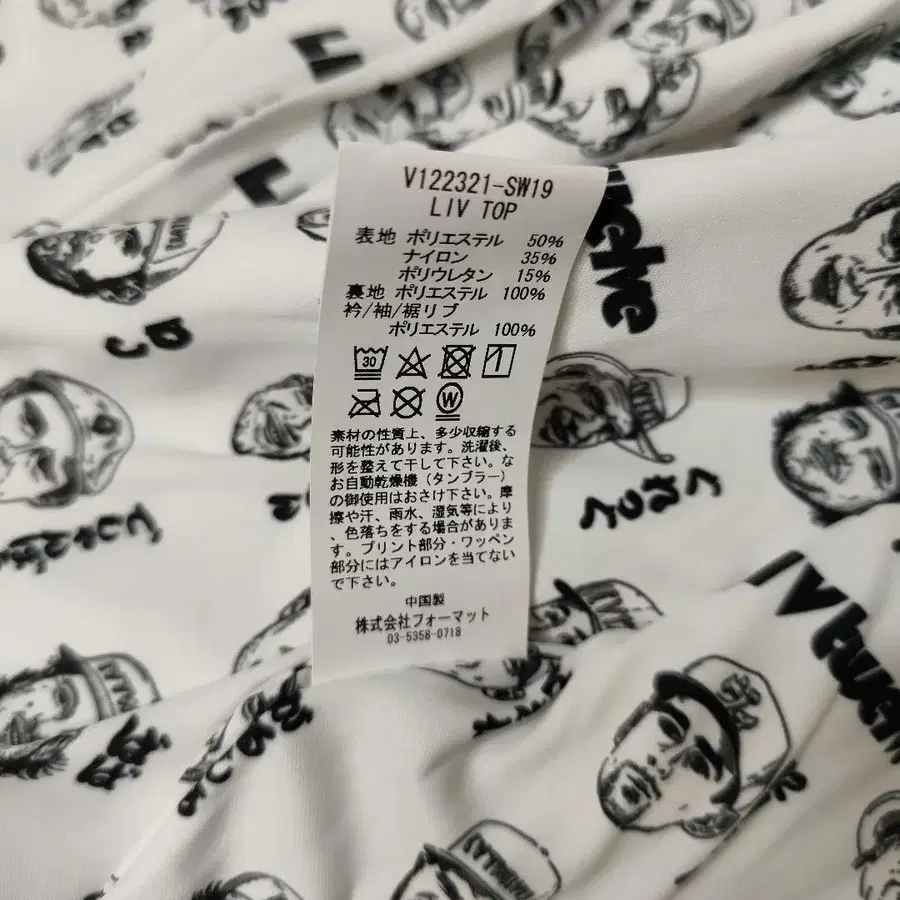 V122321-SW19
LIV TOP
表地 ポリエステル 50%
ナイロン 35%
ポリウレタン 15%
裏地 ポリエステル 100%
衿/袖/裾リブ
ポリエステル 100%
30
1
W
素材の性質上、多少収縮する
可能性があります。洗濯後、
形を整えて干して下さい。な
お自動乾燥機(タンブラー)
の御使用はおさけ下さい。摩
擦や汗、雨水、湿気等により
、色落ちをする場合がありま
す。プリント部分・ワッペン
部分にはアイロンを当てない
で下さい。
中国製
株式会社フォーマット
03-5358-0718
twelve
くれっく